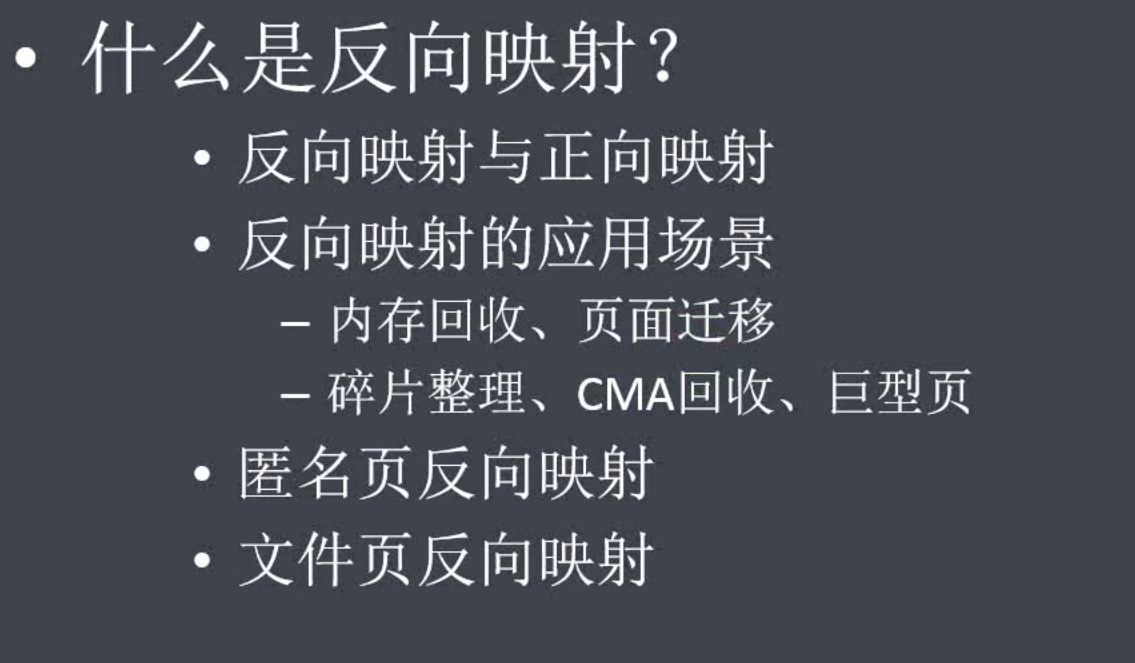 • 什么是反向映射？
• 反向映射与正向映射
• 反向映射的应用场景
– 内存回收、页面迁移
– 碎片整理、CMA回收、巨型页
• 匿名页反向映射
• 文件页反向映射